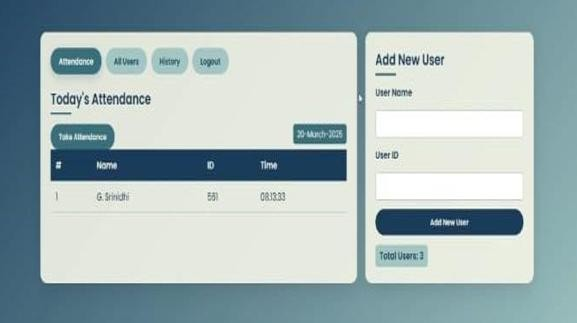 Attendance All Users History Logout
Today's Attendance
Take Attendance 20-March-2025
# Name ID Time
1 G. Srinidhi 561 08:13:33
Add New User
User Name
User ID
Add New User
Total Users: 3